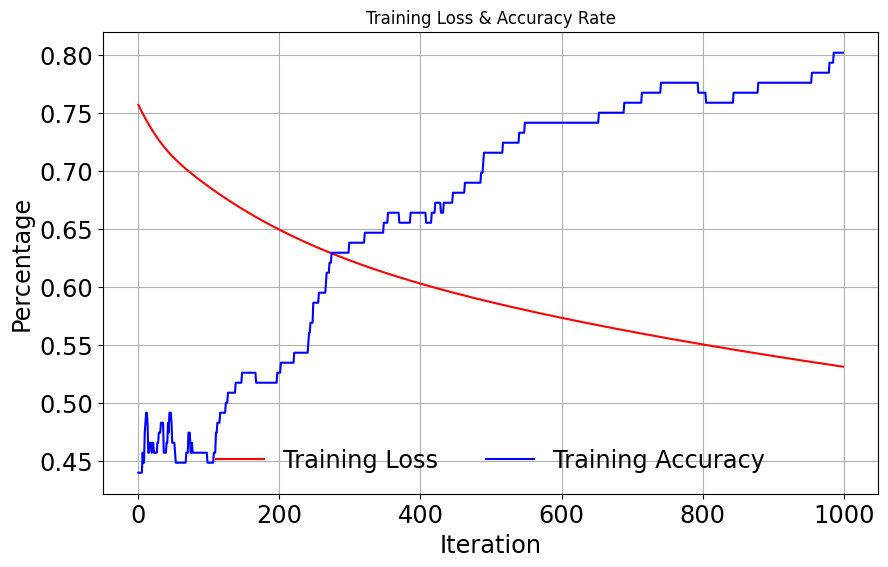 Training Loss & Accuracy Rate
0.80
0.75
0.70
0.65
0.60
0.55
0.50
0.45
Percentage
Training Loss
Training Accuracy
0 200 400 600 800 1000
Iteration